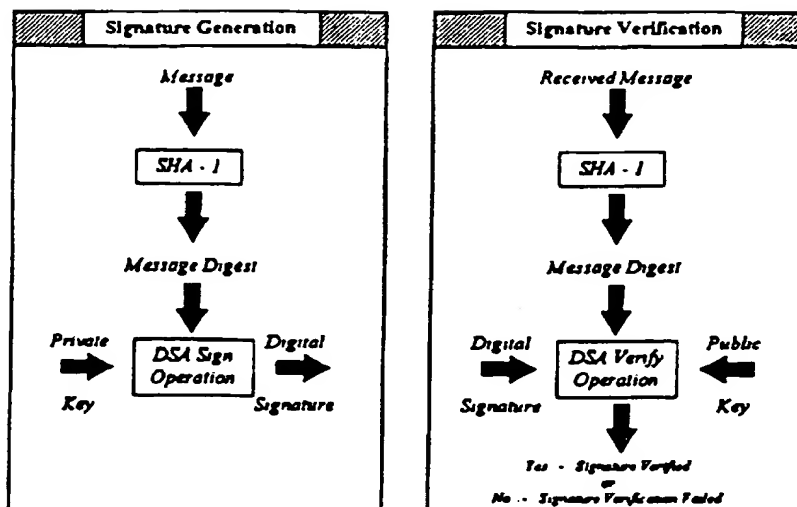 Signature Generation
Message
SHA - 1
Message Digest
Private
Key
DSA Sign
Operation
Digital
Signature
Signature Verification
Received Message
SHA - 1
Message Digest
Digital
Signature
DSA Verify
Operation
Public
Key
Yes - Signature Verified
or
No - Signature Verification Failed